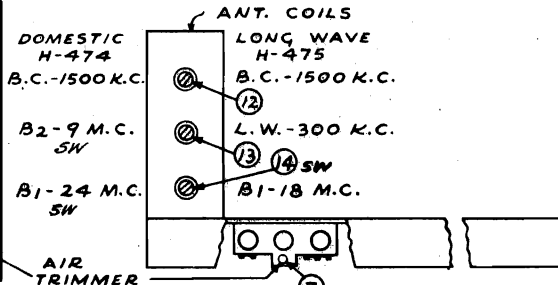 ANT. COILS
DOMESTIC
H-474
LONG WAVE
H-475
B.C.-1500 K.C.
B.C.-1500 K.C.
12
B2-9 M.C.
SW
L.W.-300 K.C.
13
14
SW
B1-24 M.C.
SW
B1-18 M.C.
AIR
TRIMMER
7